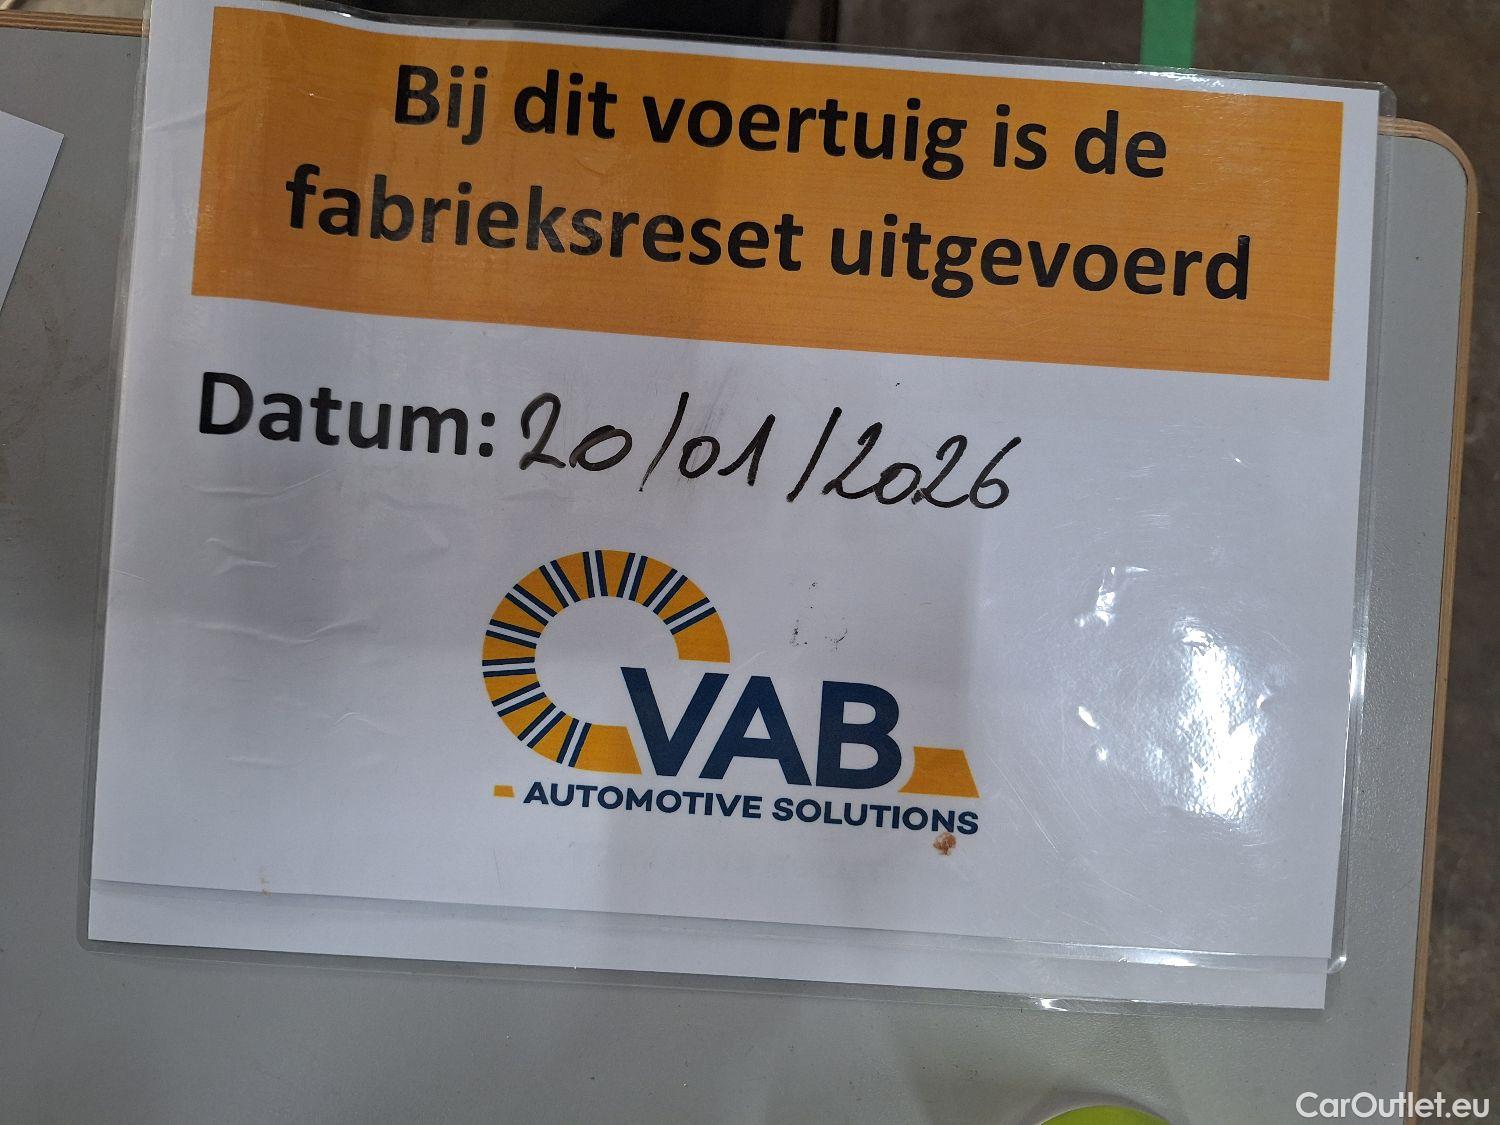 Bij dit voertuig is de
fabrieksreset uitgevoerd
Datum: 20/01/2026
VAB
AUTOMOTIVE SOLUTIONS
CarOutlet.eu